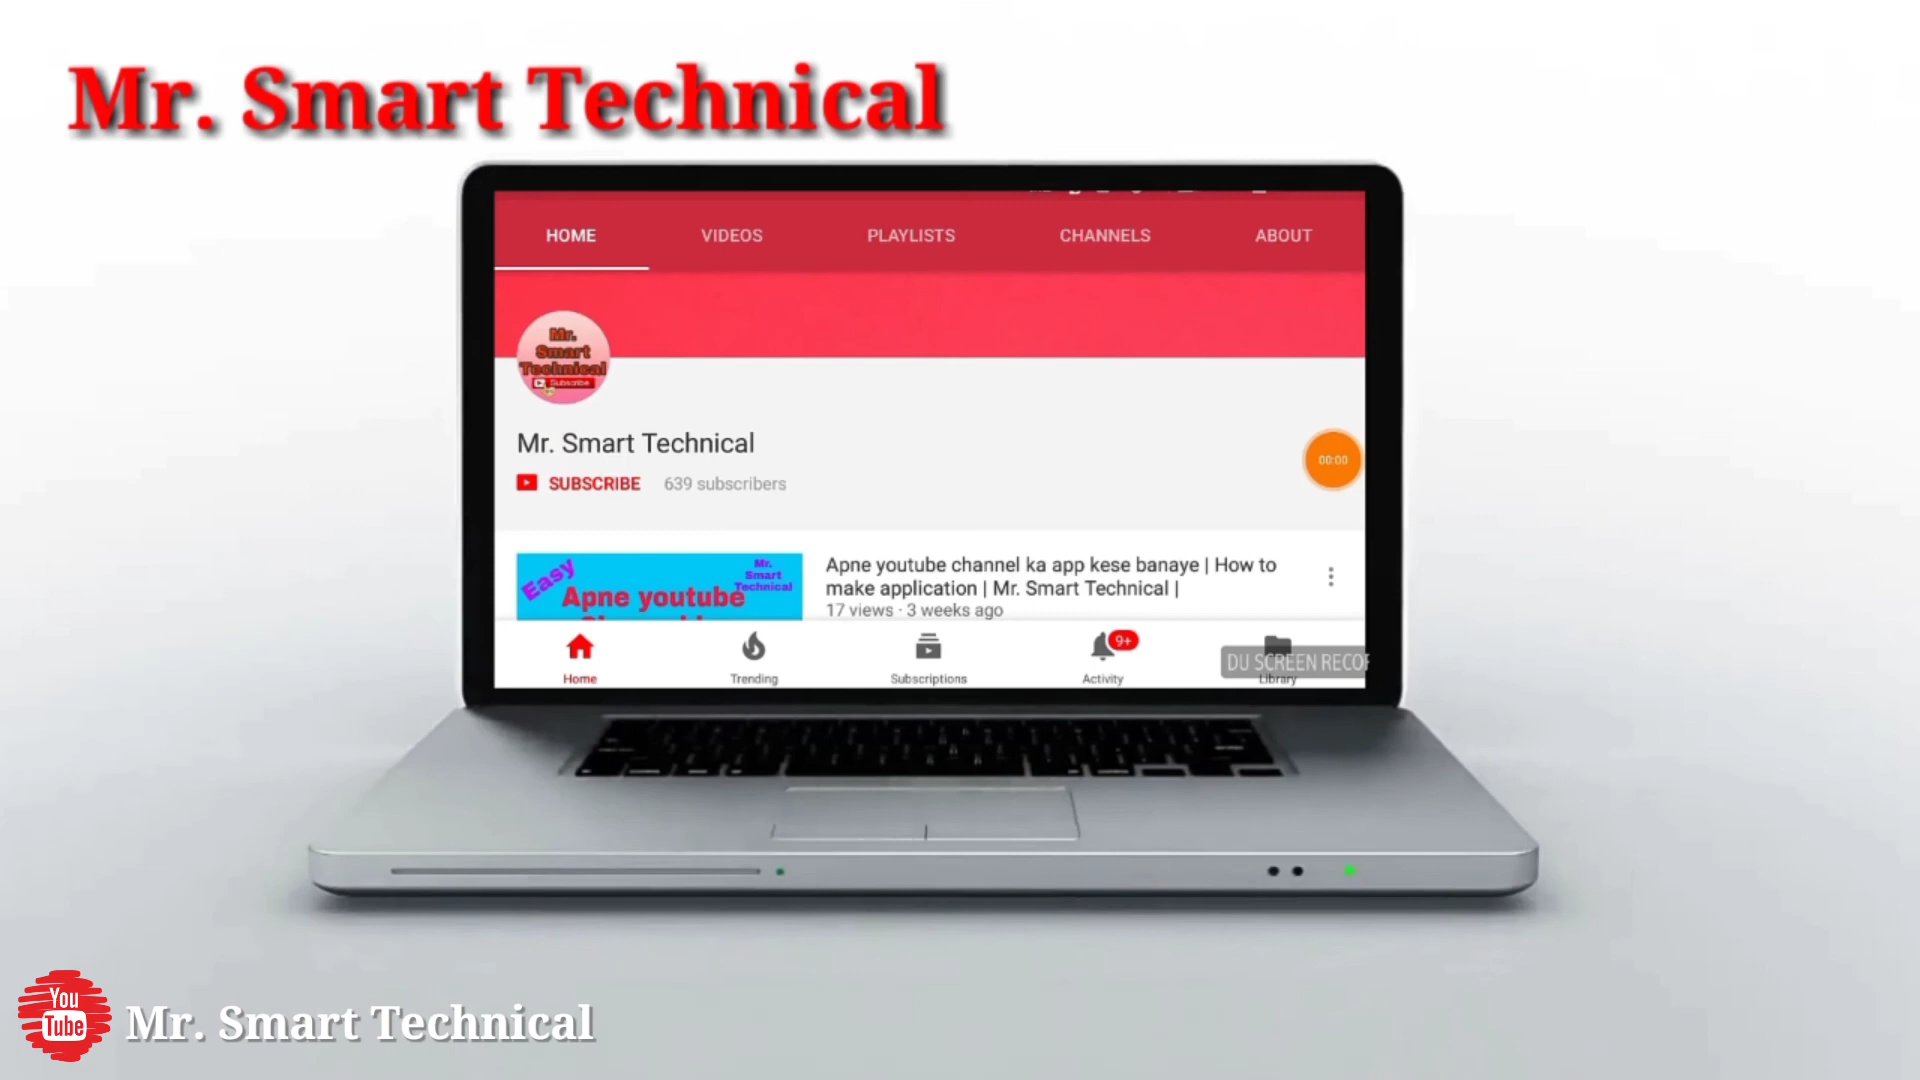 Mr. Smart Technical
HOME VIDEOS PLAYLISTS CHANNELS ABOUT
Mr.
Smart
Technical
Subscribe
Mr. Smart Technical
SUBSCRIBE 639 subscribers
00:00
Easy
Apne youtube
Mr.
Smart
Technical
Apne youtube channel ka app kese banaye | How to
make application | Mr. Smart Technical |
17 views · 3 weeks ago
9+
DU SCREEN RECOR
Home Trending Subscriptions Activity Library
You
Tube
Mr. Smart Technical